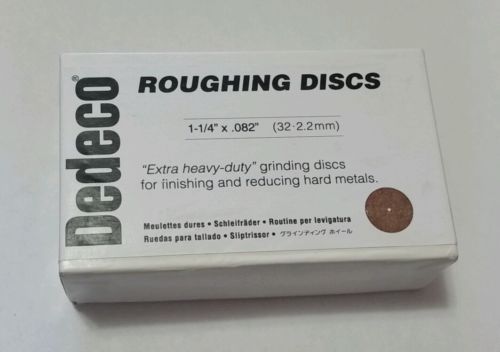 Dedeco®
ROUGHING DISCS
1-1/4" x .082" (32·2.2mm)
"Extra heavy-duty" grinding discs
for finishing and reducing hard metals.
Meulettes dures • Schleifräder • Routine per levigatura
Ruedas para tallado • Sliptrissor • グラインディング ホイール